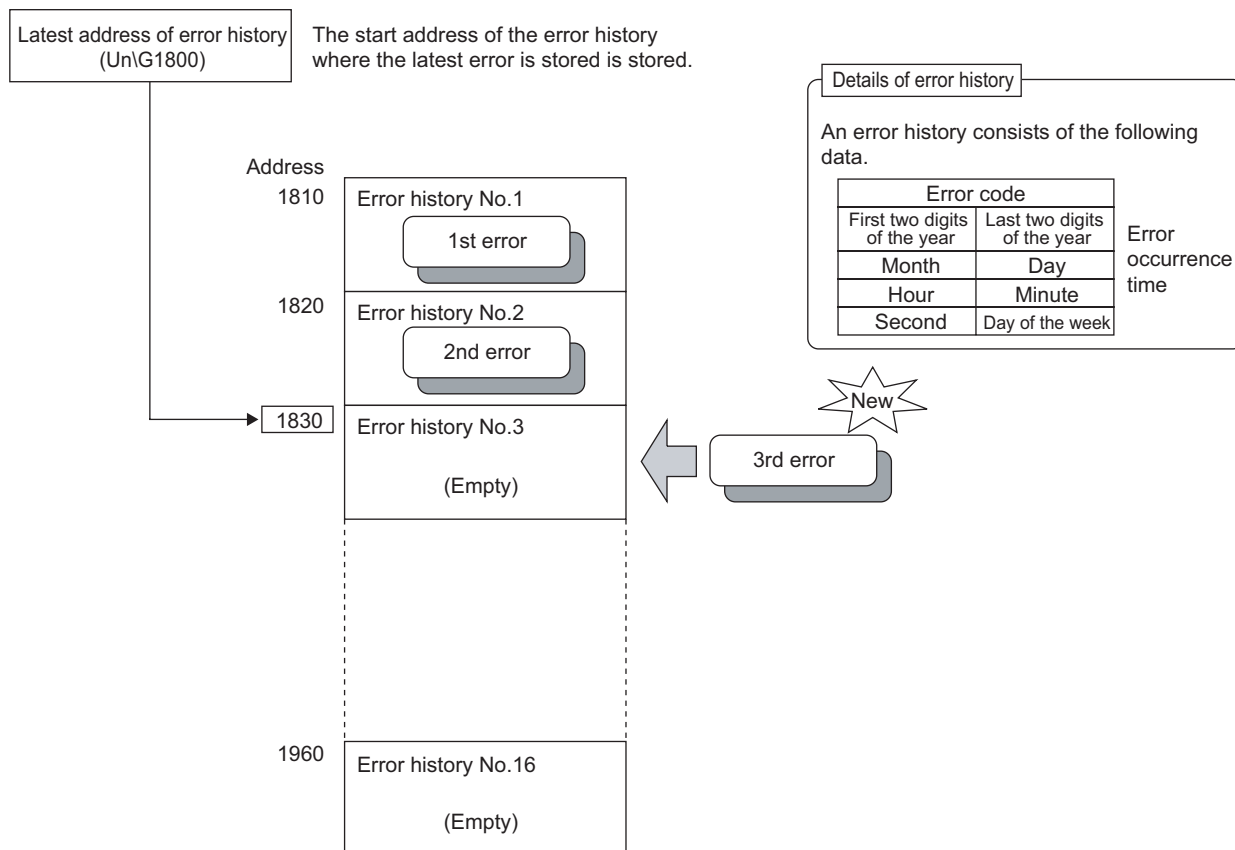 Latest address of error history
(Un\G1800)
The start address of the error history
where the latest error is stored is stored.
Details of error history
An error history consists of the following
data.
Error code
First two digits
of the year
Last two digits
of the year
Month
Day
Hour
Minute
Second
Day of the week
Error
occurrence
time
Address
1810
Error history No.1
1st error
1820
Error history No.2
2nd error
1830
Error history No.3
(Empty)
New
3rd error
1960
Error history No.16
(Empty)